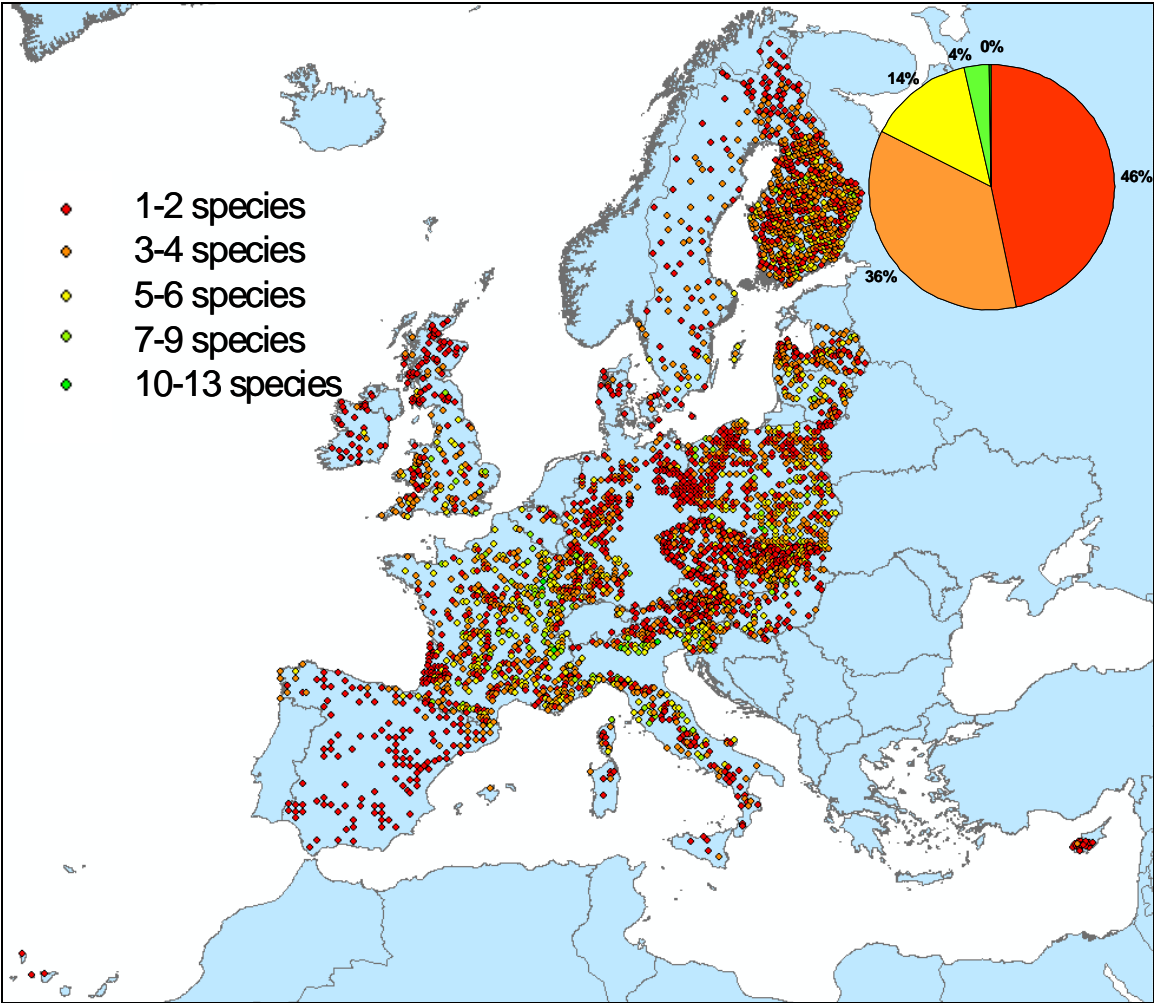 0%
4%
14%
46%
36%
1-2 species
3-4 species
5-6 species
7-9 species
10-13 species